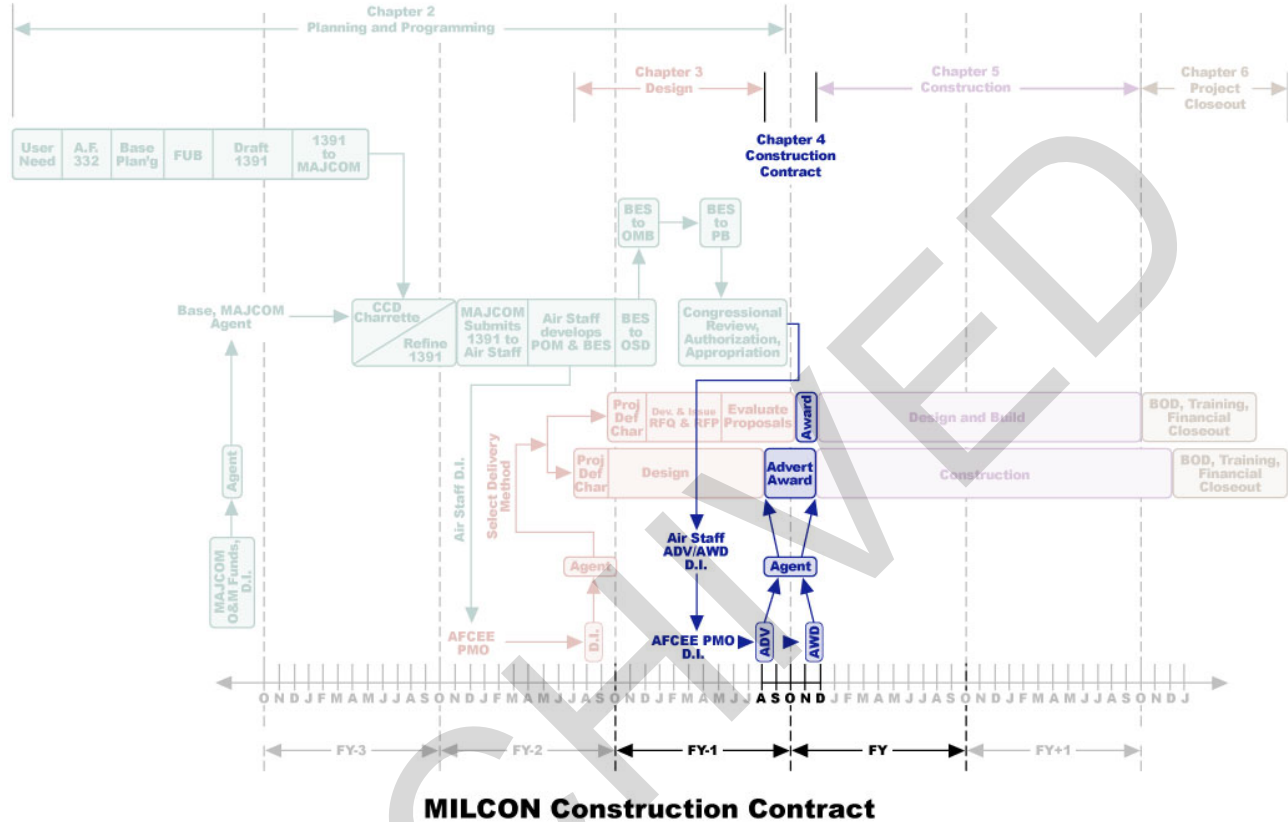 Chapter 2
Planning and Programming
Chapter 3
Design
Chapter 5
Construction
Chapter 6
Project
Closeout
Chapter 4
Construction
Contract
User
Need
A.F.
332
Base
Plan'g
FUB
Draft
1391
1391
to
MAJCOM
BES
to
OMB
BES
to
PB
Base, MAJCOM
Agent
CCD
Charrette
Refine
1391
MAJCOM
Submits
1391 to
Air Staff
Air Staff
develops
POM & BES
BES
to
OSD
Congressional
Review,
Authorization,
Appropriation
Proj
Def
Char
Dev. & Issue
RFQ & RFP
Evaluate
Proposals
Award
Design and Build
BOD, Training,
Financial
Closeout
Proj
Def
Char
Design
Advert
Award
Construction
BOD, Training,
Financial
Closeout
Agent
Air Staff D.I.
Select Delivery
Method
MAJCOM
O&M Funds,
D.I.
Air Staff
ADV/AWD
D.I.
Agent
Agent
AFCEE
PMO
D.I.
AFCEE PMO
D.I.
ADV
AWD
O N D J F M A M J J A S O N D J F M A M J J A S O N D J F M A M J J A S O N D J F M A M J J A S O N D J F M A M J J A S O N D J
FY-3
FY-2
FY-1
FY
FY+1
MILCON Construction Contract
CHIVED